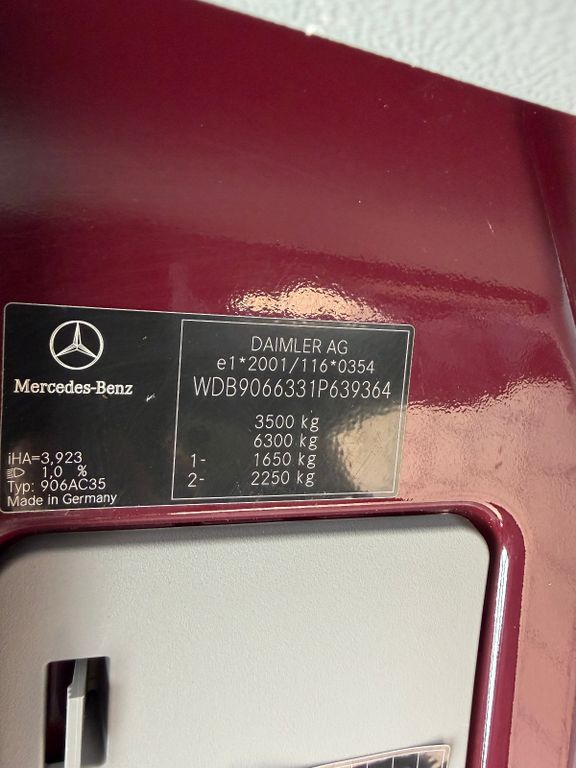 DAIMLER AG
e1*2001/116*0354
WDB9066331P639364
Mercedes-Benz
3500 kg
6300 kg
1- 1650 kg
2- 2250 kg
iHA=3,923
1,0 %
Typ: 906AC35
Made in Germany